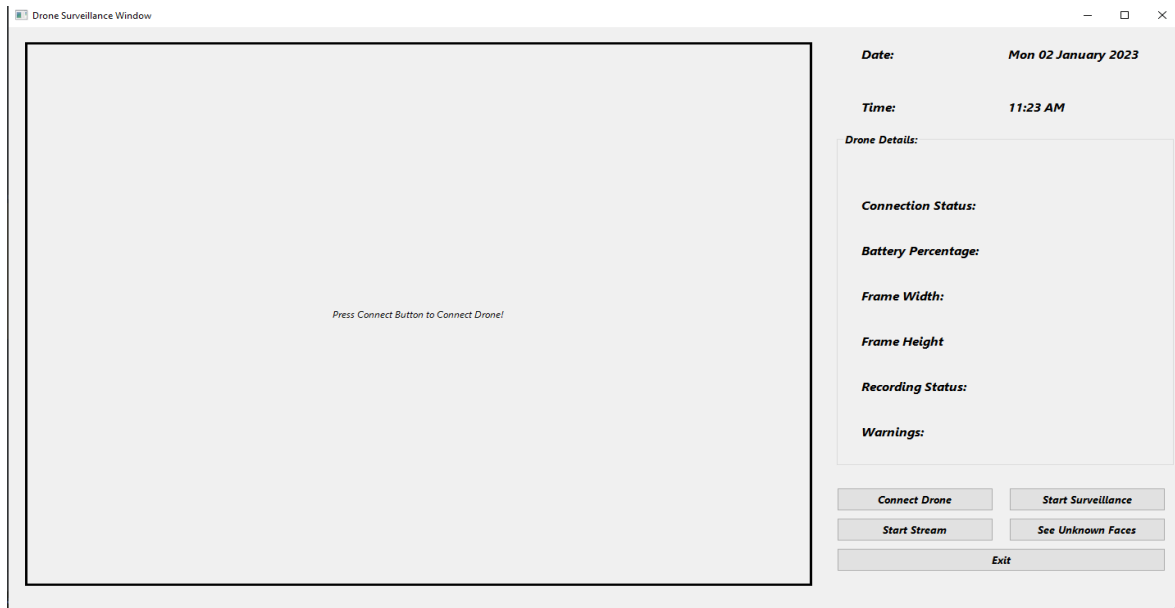 Drone Surveillance Window
Press Connect Button to Connect Drone!
Date: Mon 02 January 2023
Time: 11:23 AM
Drone Details:
Connection Status:
Battery Percentage:
Frame Width:
Frame Height
Recording Status:
Warnings:
Connect Drone Start Surveillance
Start Stream See Unknown Faces
Exit